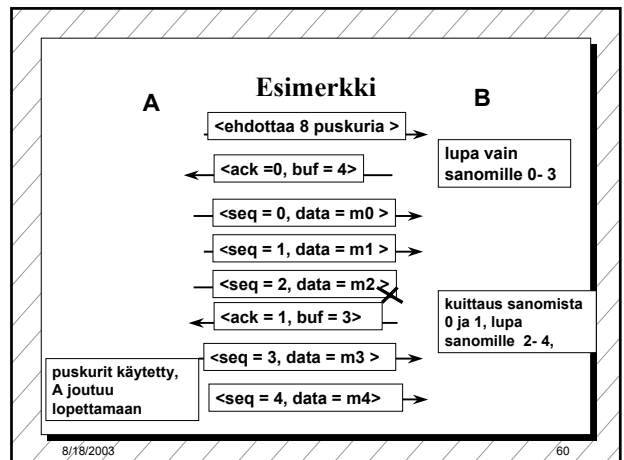 Esimerkki
A
B
<ehdottaa 8 puskuria >
lupa vain
sanomille 0- 3
<ack =0, buf = 4>
<seq = 0, data = m0 >
<seq = 1, data = m1 >
<seq = 2, data = m2 >
kuittaus sanomista
0 ja 1, lupa
sanomille 2- 4,
<ack = 1, buf = 3>
<seq = 3, data = m3 >
puskurit käytetty,
A joutuu
lopettamaan
<seq = 4, data = m4>
8/18/2003
60